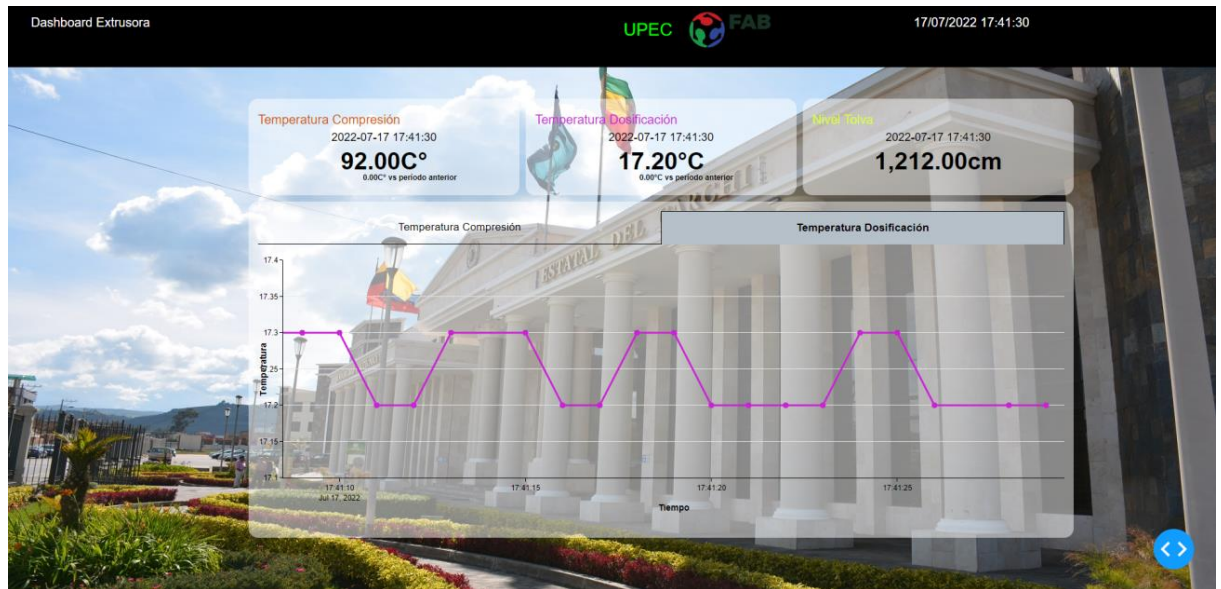 Dashboard Extrusora
UPEC
FAB
17/07/2022 17:41:30
Temperatura Compresión
2022-07-17 17:41:30
92.00C°
0.00C° vs periodo anterior
Temperatura Dosificación
2022-07-17 17:41:30
17.20°C
0.00°C vs periodo anterior
Nivel Tolva
2022-07-17 17:41:30
1,212.00cm
Temperatura Compresión
Temperatura Dosificación
ESTATAL DEL CARCHI
17.4
17.35
17.3
17.25
17.2
17.15
17.1
Temperatura
17:41:10
Jul 17, 2022
17:41:15
17:41:20
17:41:25
Tiempo